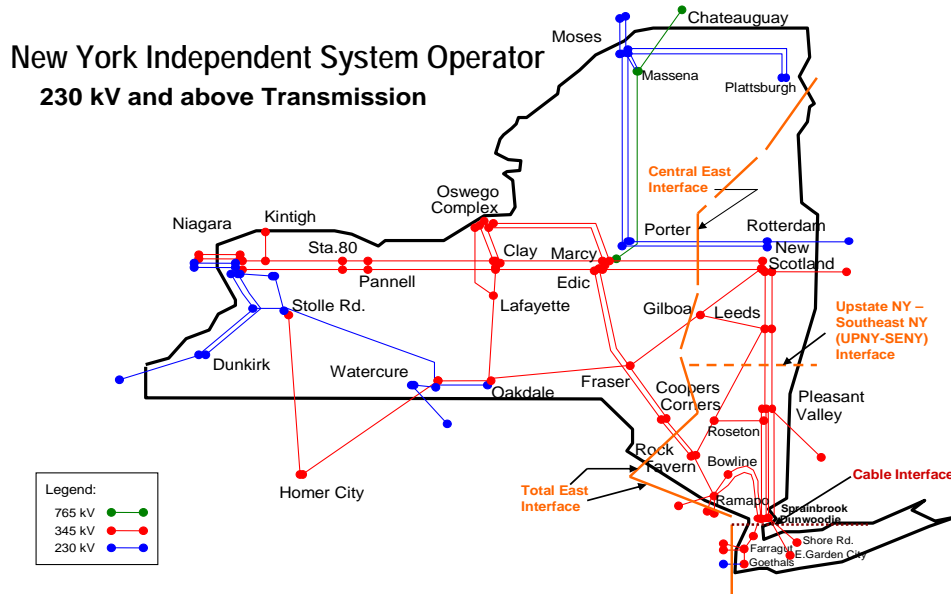 New York Independent System Operator
230 kV and above Transmission
Chateauguay
Moses
Massena
Plattsburgh
Central East
Interface
Oswego
Complex
Niagara
Kintigh
Sta.80
Pannell
Clay
Marcy
Edic
Porter
Rotterdam
New
Scotland
Stolle Rd.
Lafayette
Gilboa
Leeds
Upstate NY –
Southeast NY
(UPNY-SENY)
Interface
Dunkirk
Watercure
Oakdale
Fraser
Coopers
Corners
Pleasant
Valley
Roseton
Rock
Tavern
Bowline
Homer City
Total East
Interface
Ramapo
Cable Interface
Sprainbrook
Dunwoodie
Shore Rd.
Farragut
E.Garden City
Goethals
Legend:
765 kV
345 kV
230 kV